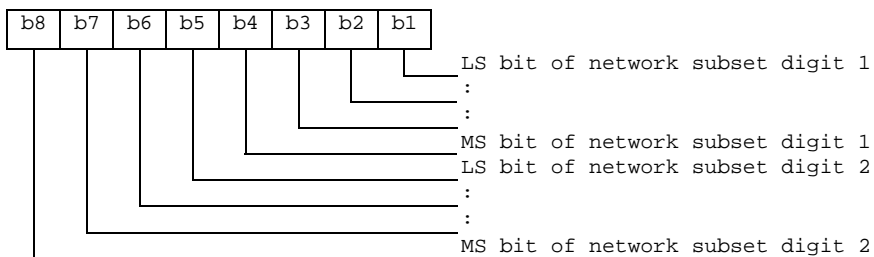 b8 b7 b6 b5 b4 b3 b2 b1
LS bit of network subset digit 1
:
:
MS bit of network subset digit 1
LS bit of network subset digit 2
:
:
MS bit of network subset digit 2